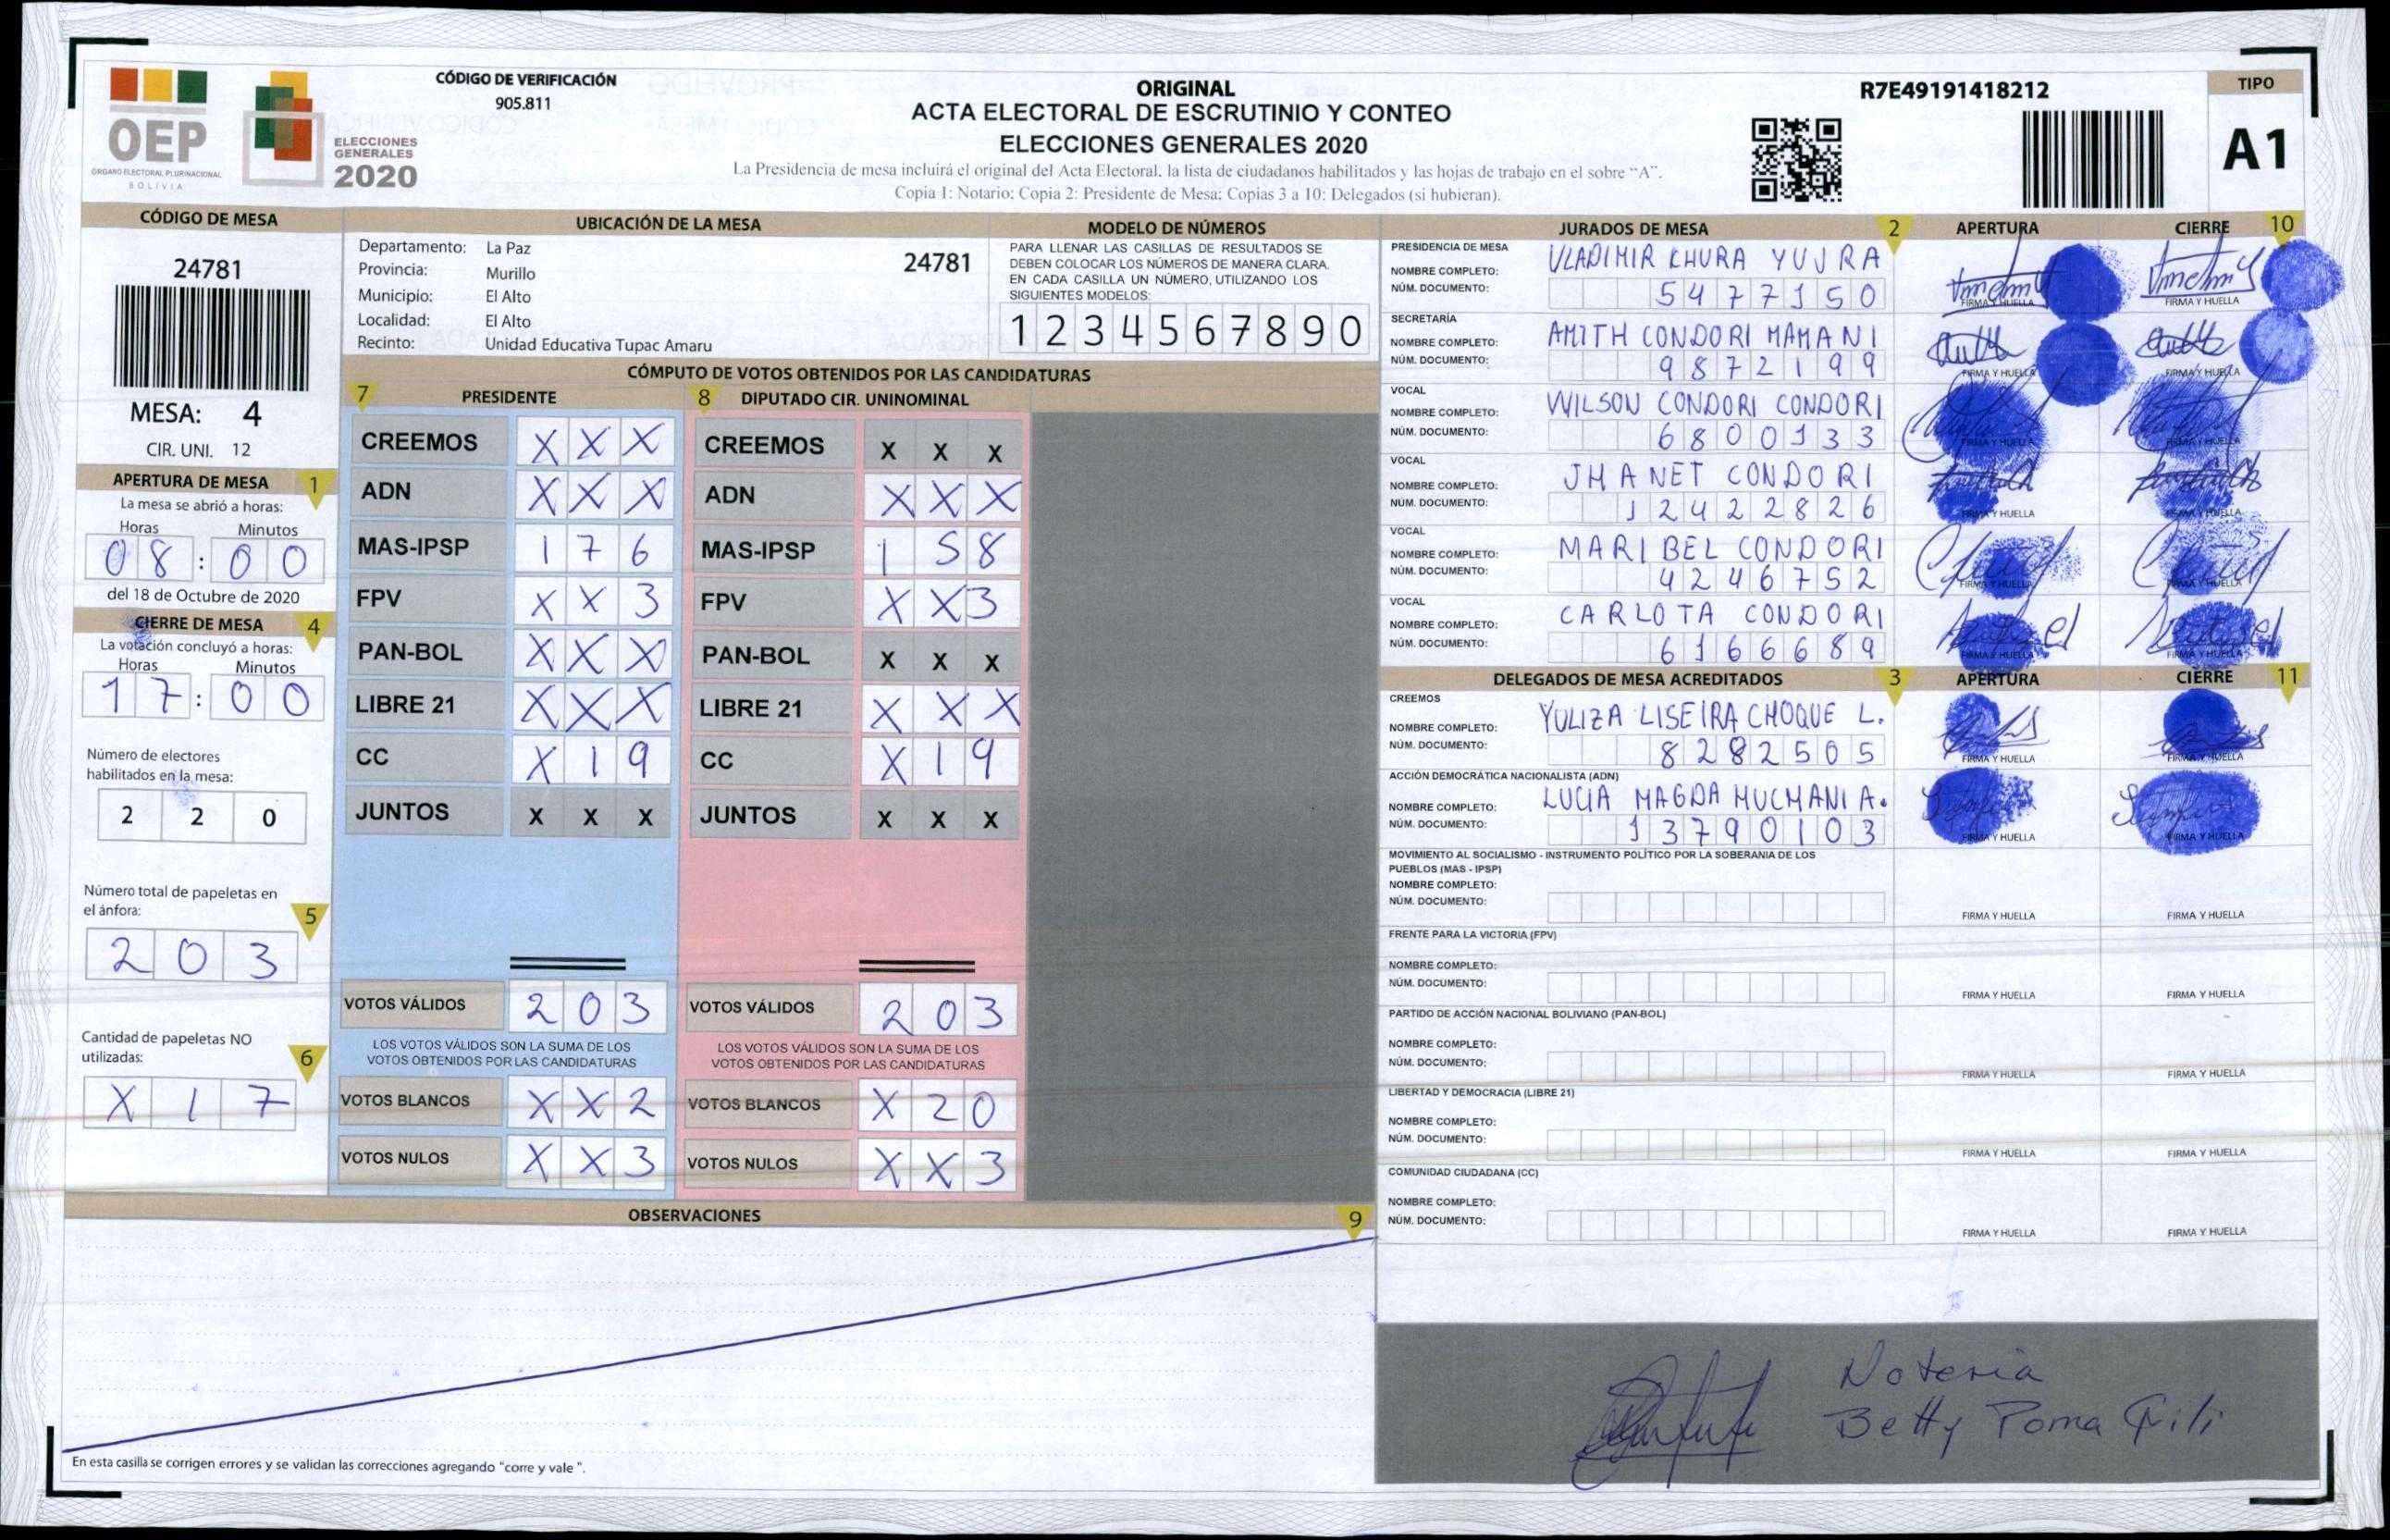 OEP
ÓRGANO ELECTORAL PLURINACIONAL
BOLIVIA
ELECCIONES
GENERALES
2020
CÓDIGO DE VERIFICACIÓN
905.811
ORIGINAL
ACTA ELECTORAL DE ESCRUTINIO Y CONTEO
ELECCIONES GENERALES 2020
La Presidencia de mesa incluirá el original del Acta Electoral, la lista de ciudadanos habilitados y las hojas de trabajo en el sobre "A".
Copia 1: Notario; Copia 2: Presidente de Mesa; Copias 3 a 10: Delegados (si hubieran).
R7E49191418212
TIPO
A1
CÓDIGO DE MESA
24781
MESA: 4
CIR. UNI. 12
APERTURA DE MESA 1
La mesa se abrió a horas:
Horas Minutos
08:00
del 18 de Octubre de 2020
CIERRE DE MESA 4
La votación concluyó a horas:
Horas Minutos
17:00
Número de electores
habilitados en la mesa:
2 2 0
Número total de papeletas en
el ánfora: 5
2 0 3
Cantidad de papeletas NO
utilizadas: 6
X 1 7
UBICACIÓN DE LA MESA
Departamento: La Paz 24781
Provincia: Murillo
Municipio: El Alto
Localidad: El Alto
Recinto: Unidad Educativa Tupac Amaru
MODELO DE NÚMEROS
PARA LLENAR LAS CASILLAS DE RESULTADOS SE
DEBEN COLOCAR LOS NÚMEROS DE MANERA CLARA.
EN CADA CASILLA UN NÚMERO, UTILIZANDO LOS
SIGUIENTES MODELOS:
1 2 3 4 5 6 7 8 9 0
CÓMPUTO DE VOTOS OBTENIDOS POR LAS CANDIDATURAS
7 PRESIDENTE 8 DIPUTADO CIR. UNINOMINAL
CREEMOS X X X CREEMOS X X X
ADN X X X ADN X X X
MAS-IPSP 1 7 6 MAS-IPSP 1 5 8
FPV X X 3 FPV X X 3
PAN-BOL X X X PAN-BOL X X X
LIBRE 21 X X X LIBRE 21 X X X
CC X 1 9 CC X 1 9
JUNTOS X X X JUNTOS X X X
VOTOS VÁLIDOS 2 0 3 VOTOS VÁLIDOS 2 0 3
LOS VOTOS VÁLIDOS SON LA SUMA DE LOS LOS VOTOS VÁLIDOS SON LA SUMA DE LOS
VOTOS OBTENIDOS POR LAS CANDIDATURAS VOTOS OBTENIDOS POR LAS CANDIDATURAS
VOTOS BLANCOS X X 2 VOTOS BLANCOS X 2 0
VOTOS NULOS X X 3 VOTOS NULOS X X 3
OBSERVACIONES 9
En esta casilla se corrigen errores y se validan las correcciones agregando "corre y vale ".
JURADOS DE MESA 2 APERTURA CIERRE 10
PRESIDENCIA DE MESA
NOMBRE COMPLETO: VLADIMIR CHURA YUJRA
NÚM. DOCUMENTO: 5477150
FIRMA Y HUELLA FIRMA Y HUELLA
SECRETARÍA
NOMBRE COMPLETO: AMITH CONDORI MAMANI
NÚM. DOCUMENTO: 9872199
FIRMA Y HUELLA FIRMA Y HUELLA
VOCAL
NOMBRE COMPLETO: WILSON CONDORI CONDORI
NÚM. DOCUMENTO: 6800133
FIRMA Y HUELLA FIRMA Y HUELLA
VOCAL
NOMBRE COMPLETO: JHANET CONDORI
NÚM. DOCUMENTO: 12422826
FIRMA Y HUELLA FIRMA Y HUELLA
VOCAL
NOMBRE COMPLETO: MARIBEL CONDORI
NÚM. DOCUMENTO: 4246752
FIRMA Y HUELLA FIRMA Y HUELLA
VOCAL
NOMBRE COMPLETO: CARLOTA CONDORI
NÚM. DOCUMENTO: 6166689
FIRMA Y HUELLA FIRMA Y HUELLA
DELEGADOS DE MESA ACREDITADOS 3 APERTURA CIERRE 11
CREEMOS
NOMBRE COMPLETO: YULIZA LISEIRA CHOQUE L.
NÚM. DOCUMENTO: 8282505
FIRMA Y HUELLA FIRMA Y HUELLA
ACCIÓN DEMOCRÁTICA NACIONALISTA (ADN)
NOMBRE COMPLETO: LUCIA MAGDA HUCMANI A.
NÚM. DOCUMENTO: 13790103
FIRMA Y HUELLA FIRMA Y HUELLA
MOVIMIENTO AL SOCIALISMO - INSTRUMENTO POLÍTICO POR LA SOBERANIA DE LOS
PUEBLOS (MAS - IPSP)
NOMBRE COMPLETO:
NÚM. DOCUMENTO:
FIRMA Y HUELLA FIRMA Y HUELLA
FRENTE PARA LA VICTORIA (FPV)
NOMBRE COMPLETO:
NÚM. DOCUMENTO:
FIRMA Y HUELLA FIRMA Y HUELLA
PARTIDO DE ACCIÓN NACIONAL BOLIVIANO (PAN-BOL)
NOMBRE COMPLETO:
NÚM. DOCUMENTO:
FIRMA Y HUELLA FIRMA Y HUELLA
LIBERTAD Y DEMOCRACIA (LIBRE 21)
NOMBRE COMPLETO:
NÚM. DOCUMENTO:
FIRMA Y HUELLA FIRMA Y HUELLA
COMUNIDAD CIUDADANA (CC)
NOMBRE COMPLETO:
NÚM. DOCUMENTO:
FIRMA Y HUELLA FIRMA Y HUELLA
Noteria
Betty Poma